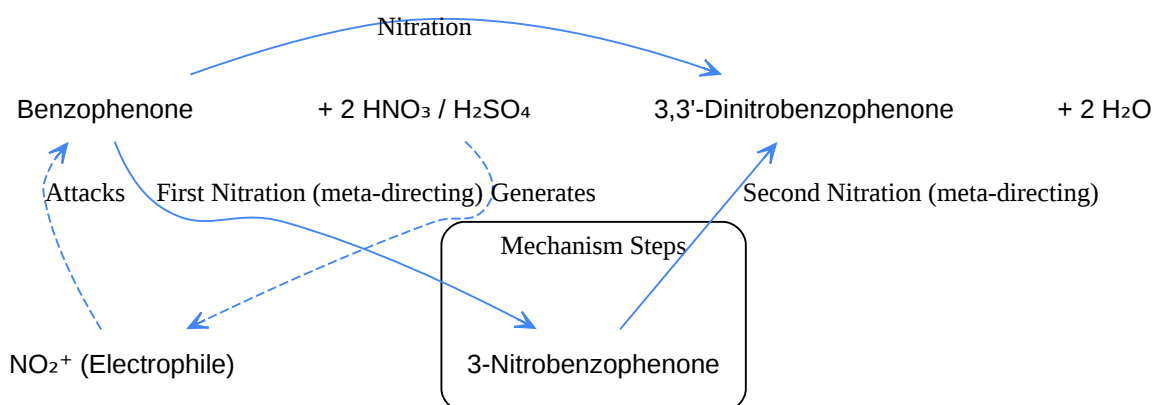 Nitration
Benzophenone + 2 HNO₃ / H₂SO₄ 3,3'-Dinitrobenzophenone + 2 H₂O
Attacks First Nitration (meta-directing) Generates Second Nitration (meta-directing)
Mechanism Steps
NO₂⁺ (Electrophile) 3-Nitrobenzophenone